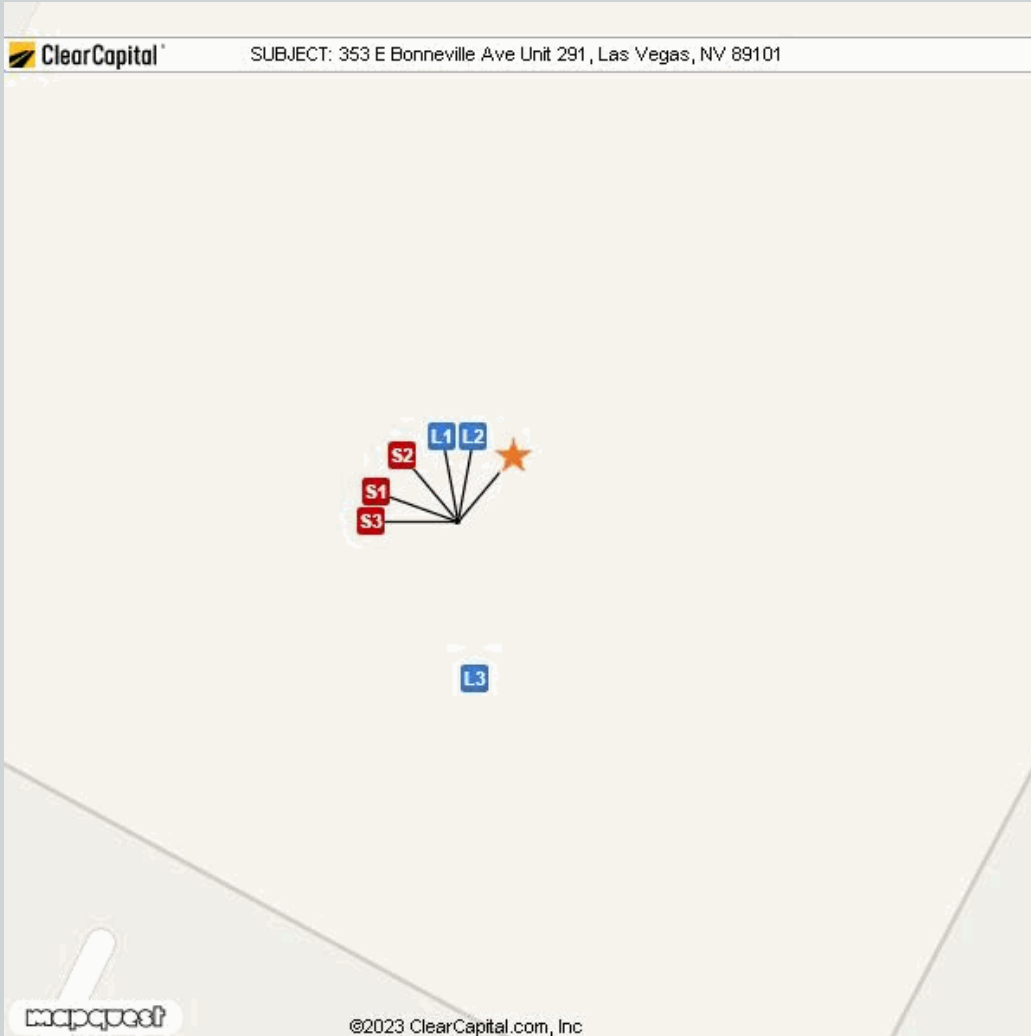 ClearCapital SUBJECT: 353 E Bonneville Ave Unit 291, Las Vegas, NV 89101
L1 L2
S2
S1
S3
L3
mapquest ©2023 ClearCapital.com, Inc